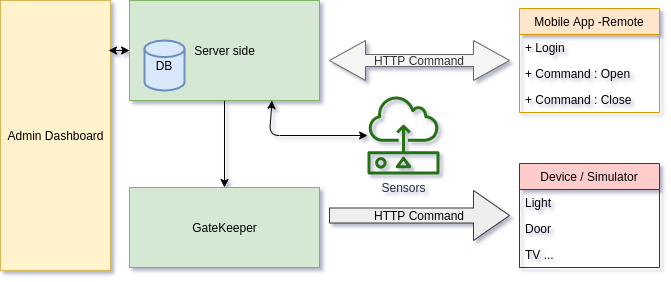 Admin Dashboard
Server side
DB
HTTP Command
Mobile App -Remote
+ Login
+ Command : Open
+ Command : Close
Sensors
GateKeeper
HTTP Command
Device / Simulator
Light
Door
TV ...